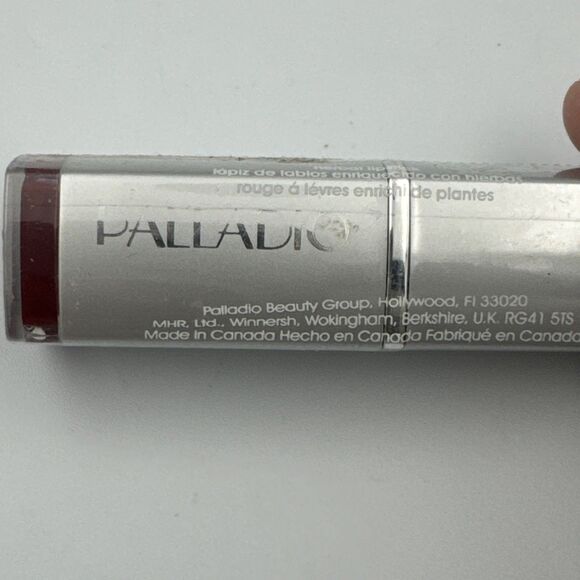 lápiz de labios enriquecido con hierbas
rouge á lévres enrichi de plantes
PALLADIO
Palladio Beauty Group, Hollywood, Fl 33020
MHR, Ltd., Winnersh, Wokingham, Berkshire, U.K. RG41 5TS
Made In Canada Hecho en Canada Fabriqué en Canada